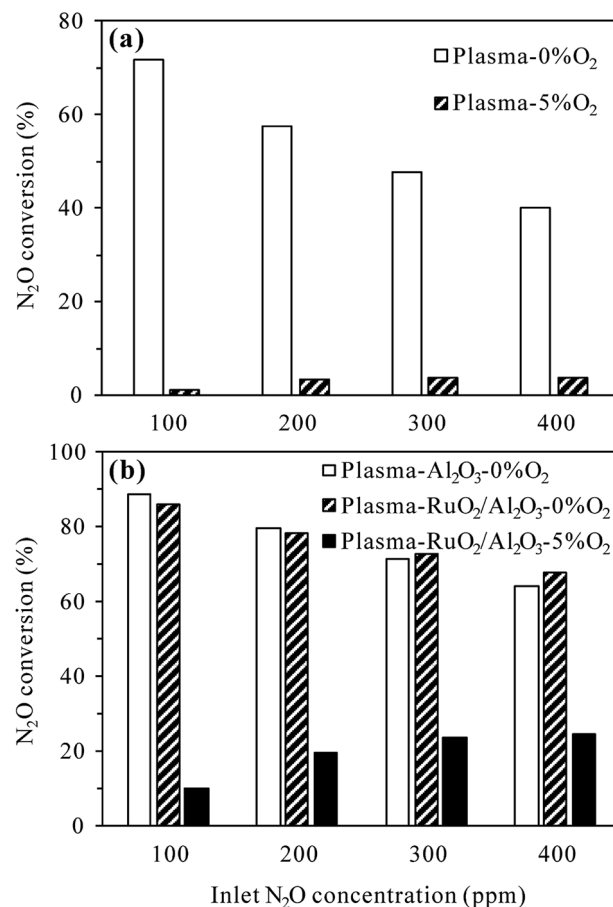 (a)
Plasma-0%O₂
Plasma-5%O₂
N₂O conversion (%)
80
60
40
20
0
100 200 300 400
(b)
Plasma-Al₂O₃-0%O₂
Plasma-RuO₂/Al₂O₃-0%O₂
Plasma-RuO₂/Al₂O₃-5%O₂
N₂O conversion (%)
100
80
60
40
20
0
100 200 300 400
Inlet N₂O concentration (ppm)